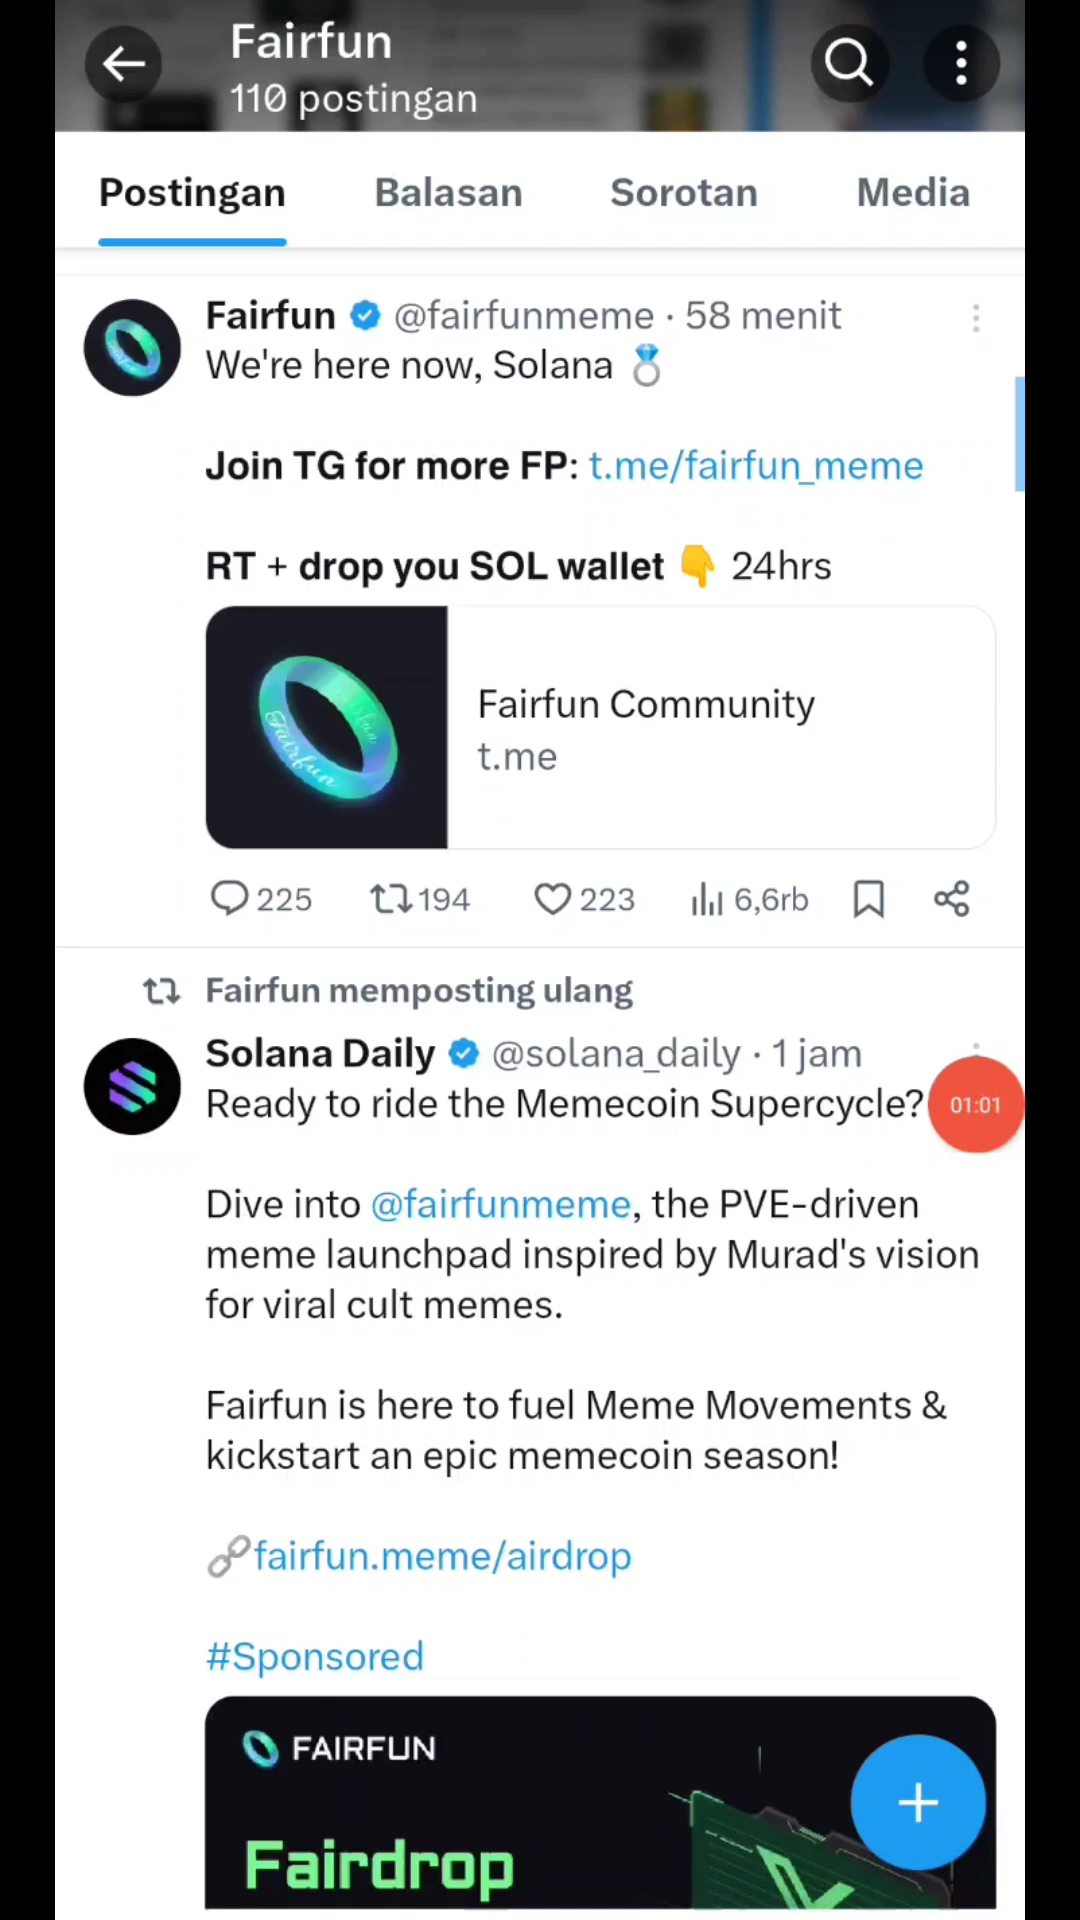 Fairfun
110 postingan
Postingan Balasan Sorotan Media
Fairfun @fairfunmeme · 58 menit
We're here now, Solana 💍
Join TG for more FP: t.me/fairfun_meme
RT + drop you SOL wallet 👇 24hrs
Fairfun
Fairfun Community
t.me
225 194 223 6,6rb
Fairfun memposting ulang
Solana Daily @solana_daily · 1 jam
Ready to ride the Memecoin Supercycle?
01:01
Dive into @fairfunmeme, the PVE-driven
meme launchpad inspired by Murad's vision
for viral cult memes.
Fairfun is here to fuel Meme Movements &
kickstart an epic memecoin season!
🔗fairfun.meme/airdrop
#Sponsored
FAIRFUN
Fairdrop